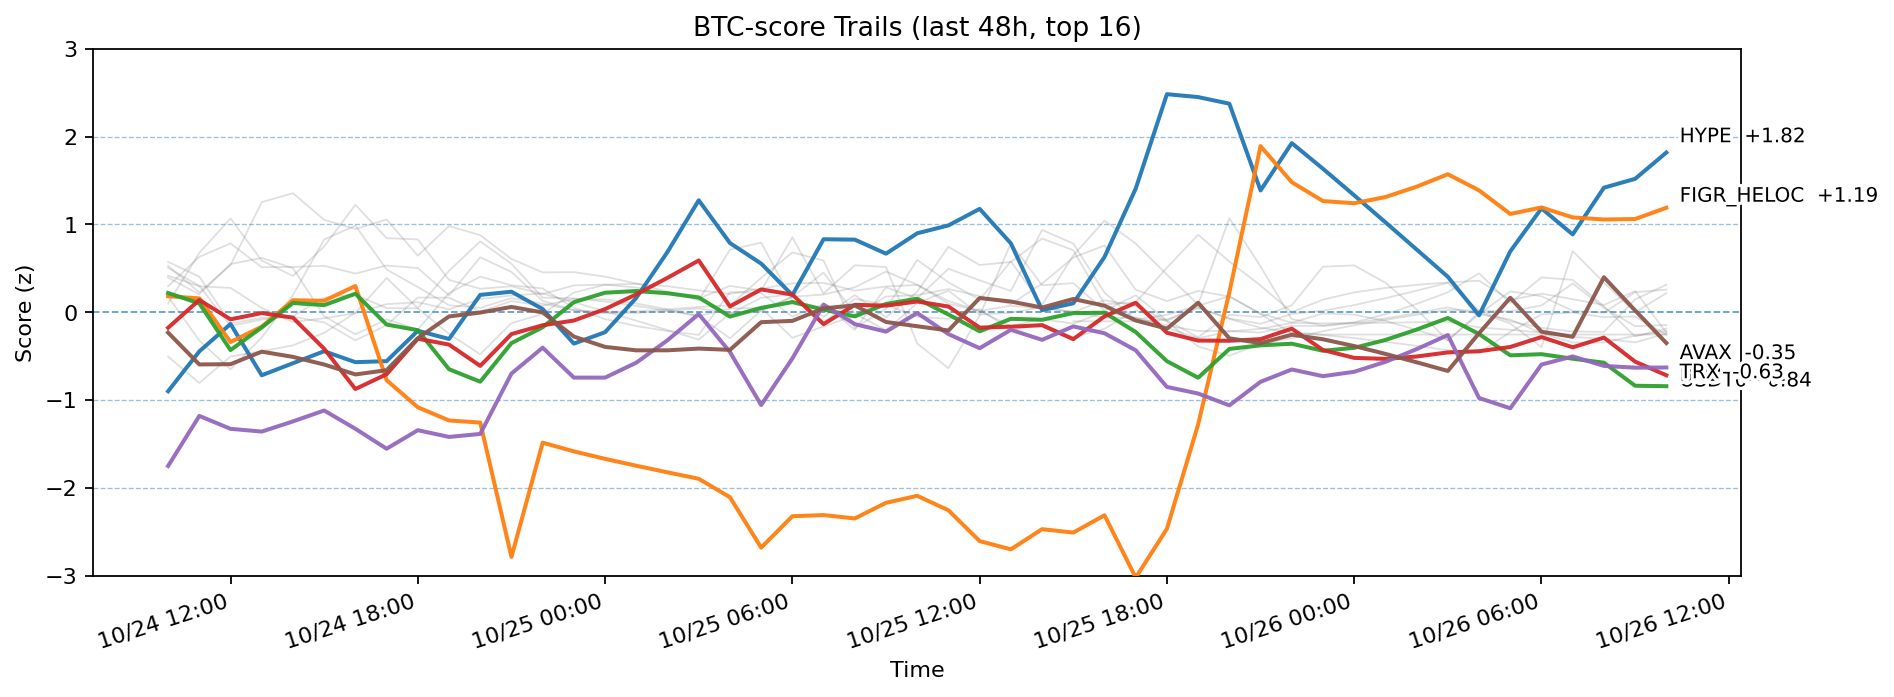 BTC-score Trails (last 48h, top 16)
Score (z)
3
2
1
0
−1
−2
−3
HYPE +1.82
FIGR_HELOC +1.19
AVAX -0.35
TRX -0.63
10/24 12:00
10/24 18:00
10/25 00:00
10/25 06:00
10/25 12:00
10/25 18:00
10/26 00:00
10/26 06:00
10/26 12:00
Time